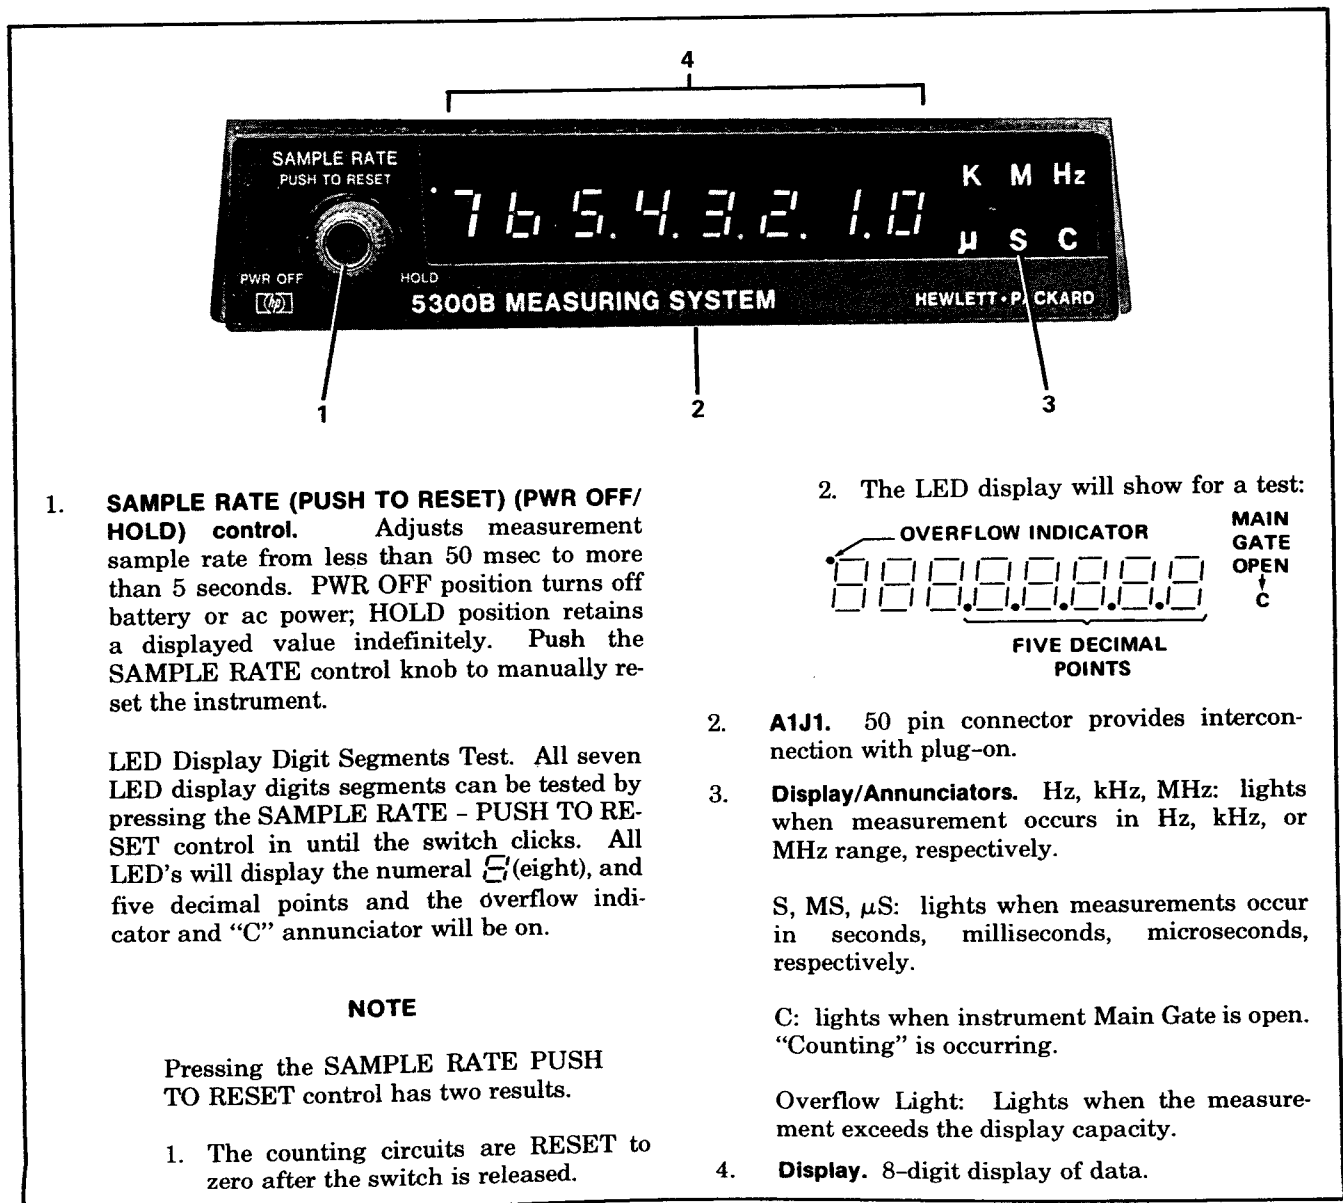 4
SAMPLE RATE
PUSH TO RESET
K M Hz
76 5.4.3.2. 1.0
µ S C
PWR OFF
HOLD
hp
5300B MEASURING SYSTEM
HEWLETT • PACKARD
1
2
3
1. SAMPLE RATE (PUSH TO RESET) (PWR OFF/
HOLD) control. Adjusts measurement
sample rate from less than 50 msec to more
than 5 seconds. PWR OFF position turns off
battery or ac power; HOLD position retains
a displayed value indefinitely. Push the
SAMPLE RATE control knob to manually re-
set the instrument.
LED Display Digit Segments Test. All seven
LED display digits segments can be tested by
pressing the SAMPLE RATE – PUSH TO RE-
SET control in until the switch clicks. All
LED's will display the numeral 8 (eight), and
five decimal points and the overflow indi-
cator and "C" annunciator will be on.
NOTE
Pressing the SAMPLE RATE PUSH
TO RESET control has two results.
1. The counting circuits are RESET to
zero after the switch is released.
2. The LED display will show for a test:
OVERFLOW INDICATOR
MAIN
GATE
OPEN
C
888.8.8.8.8.8
FIVE DECIMAL
POINTS
2. A1J1. 50 pin connector provides intercon-
nection with plug-on.
3. Display/Annunciators. Hz, kHz, MHz: lights
when measurement occurs in Hz, kHz, or
MHz range, respectively.
S, MS, µS: lights when measurements occur
in seconds, milliseconds, microseconds,
respectively.
C: lights when instrument Main Gate is open.
"Counting" is occurring.
Overflow Light: Lights when the measure-
ment exceeds the display capacity.
4. Display. 8-digit display of data.